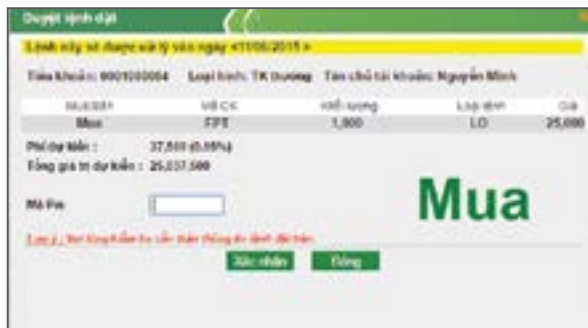 Duyệt lệnh đặt
Lệnh này sẽ được xử lý vào ngày <11/06/2015 >
Tiểu khoản: Loại hình: TK thường Tên chủ tài khoản: Nguyễn Minh
Mua/Bán Mã CK Khối lượng Loại lệnh Giá
Mua FPT 1,000 LO 25,000
Phí dự kiến : 37,500 (0.15%)
Tổng giá trị dự kiến : 25,037,500
Mã Pin
Mua
Lưu ý :
Xác nhận Đóng